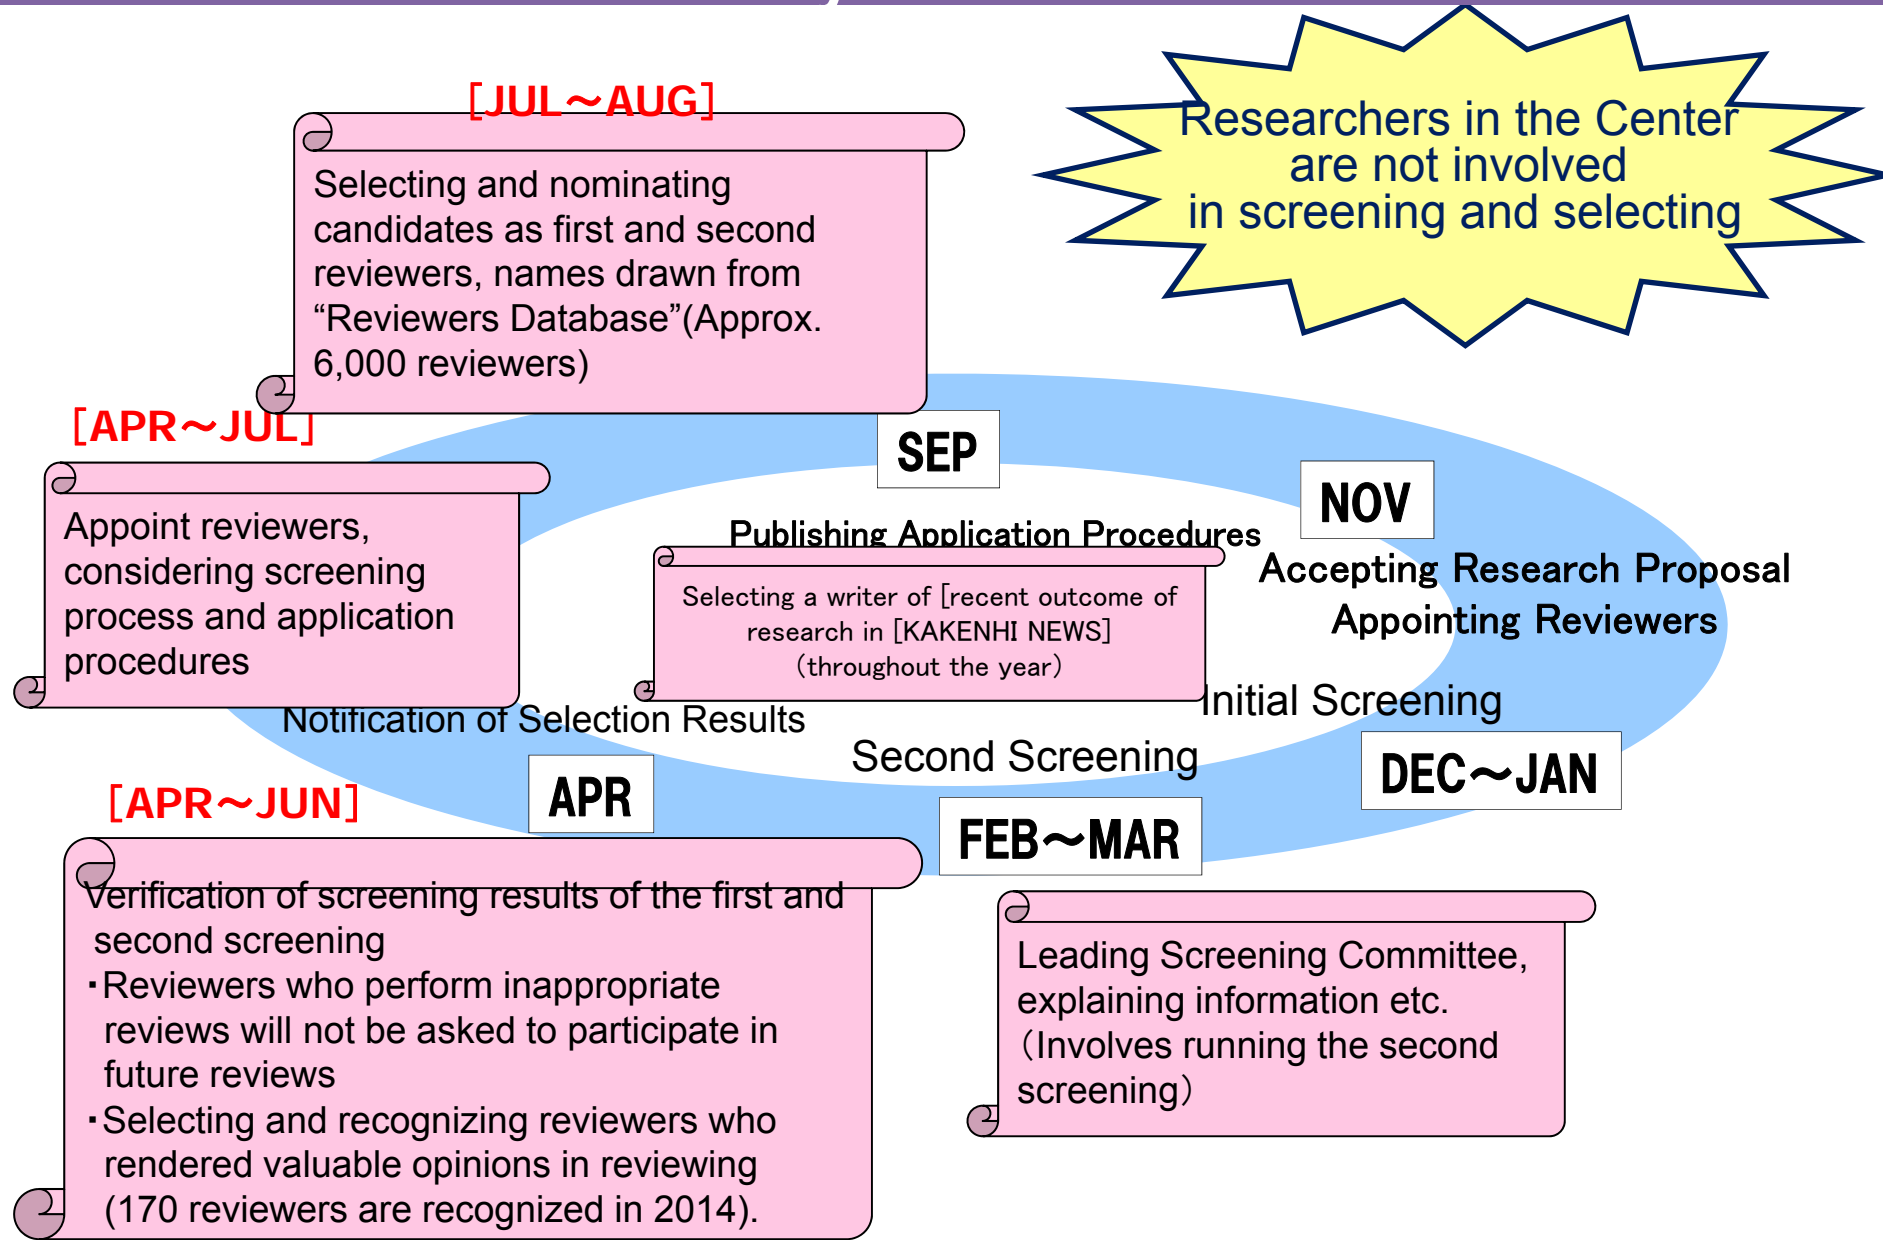 [JUL～AUG]
Selecting and nominating
candidates as first and second
reviewers, names drawn from
“Reviewers Database”(Approx.
6,000 reviewers)
Researchers in the Center
are not involved
in screening and selecting
[APR～JUL]
Appoint reviewers,
considering screening
process and application
procedures
SEP
Publishing Application Procedures
Selecting a writer of [recent outcome of
research in [KAKENHI NEWS]
（throughout the year）
NOV
Accepting Research Proposal
Appointing Reviewers
Initial Screening
DEC～JAN
Second Screening
FEB～MAR
Notification of Selection Results
APR
[APR～JUN]
Verification of screening results of the first and
second screening
・Reviewers who perform inappropriate
reviews will not be asked to participate in
future reviews
・Selecting and recognizing reviewers who
rendered valuable opinions in reviewing
(170 reviewers are recognized in 2014).
Leading Screening Committee,
explaining information etc.
（Involves running the second
screening）